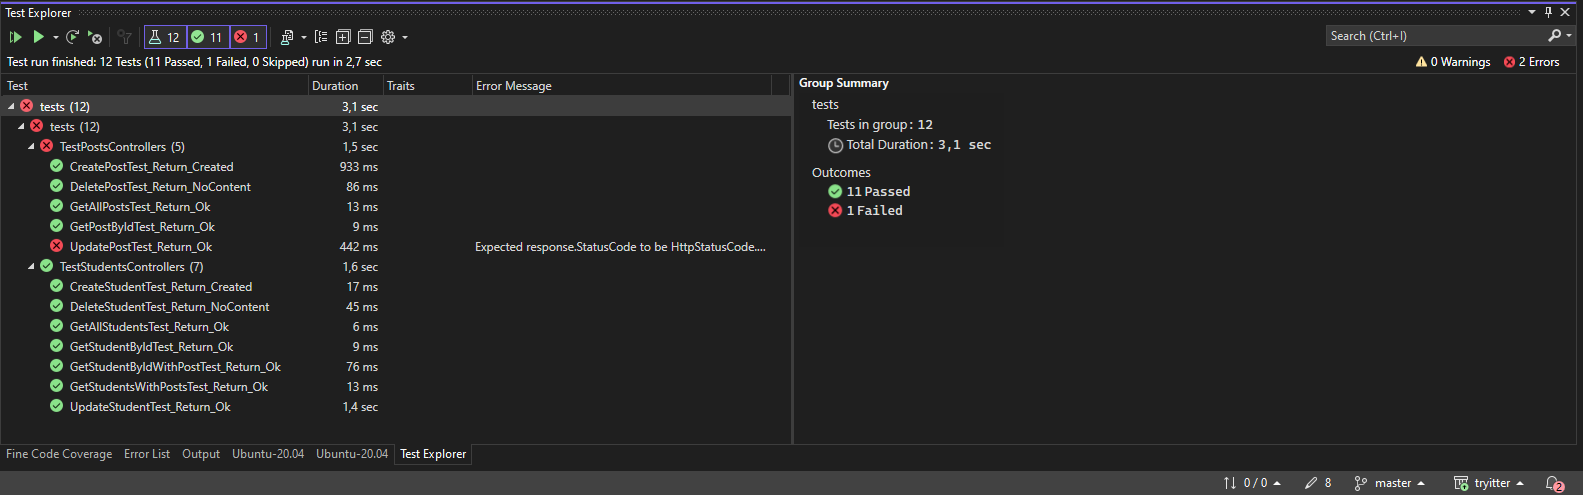 Test Explorer
12 11 1
Search (Ctrl+I)
Test run finished: 12 Tests (11 Passed, 1 Failed, 0 Skipped) run in 2,7 sec
0 Warnings 2 Errors
Test Duration Traits Error Message
tests (12) 3,1 sec
tests (12) 3,1 sec
TestPostsControllers (5) 1,5 sec
CreatePostTest_Return_Created 933 ms
DeletePostTest_Return_NoContent 86 ms
GetAllPostsTest_Return_Ok 13 ms
GetPostByIdTest_Return_Ok 9 ms
UpdatePostTest_Return_Ok 442 ms Expected response.StatusCode to be HttpStatusCode....
TestStudentsControllers (7) 1,6 sec
CreateStudentTest_Return_Created 17 ms
DeleteStudentTest_Return_NoContent 45 ms
GetAllStudentsTest_Return_Ok 6 ms
GetStudentByIdTest_Return_Ok 9 ms
GetStudentByIdWithPostTest_Return_Ok 76 ms
GetStudentsWithPostsTest_Return_Ok 13 ms
UpdateStudentTest_Return_Ok 1,4 sec
Group Summary
tests
Tests in group: 12
Total Duration: 3,1 sec
Outcomes
11 Passed
1 Failed
Fine Code Coverage Error List Output Ubuntu-20.04 Ubuntu-20.04 Test Explorer
0 / 0 8 master tryitter 2